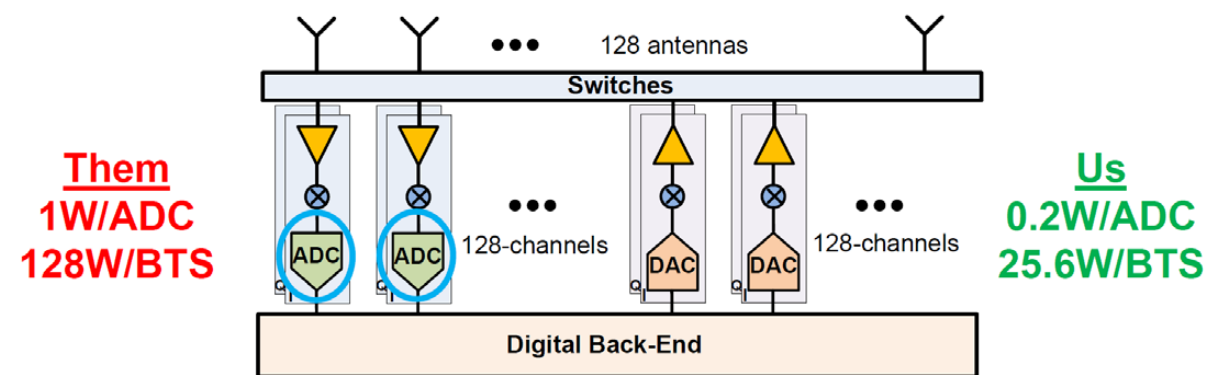 128 antennas
Switches
Them
1W/ADC
128W/BTS
ADC
ADC
128-channels
DAC
DAC
128-channels
Q
I
Q
I
Q
I
Q
I
Us
0.2W/ADC
25.6W/BTS
Digital Back-End